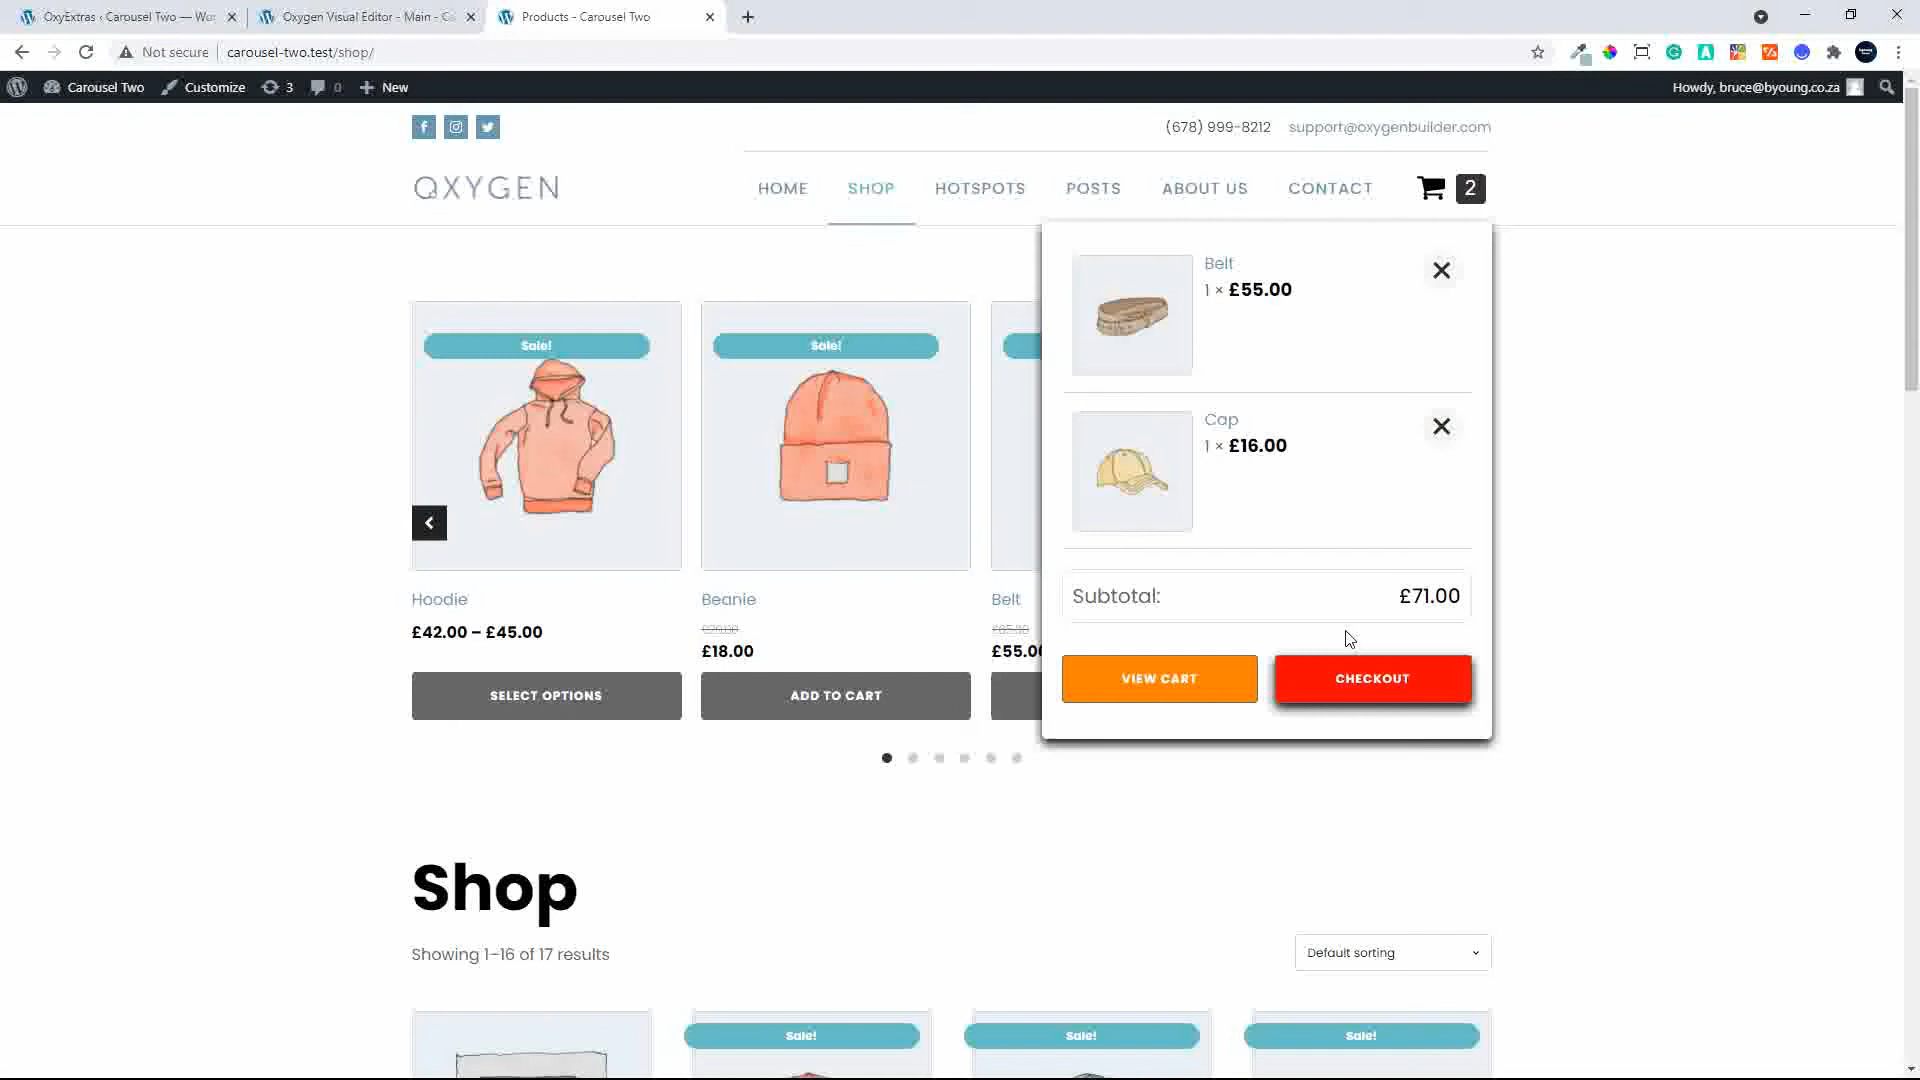 OxyExtras ‹ Carousel Two — Wor
Oxygen Visual Editor - Main - C
Products - Carousel Two
Not secure
carousel-two.test/shop/
Carousel Two
Customize
3
0
New
Howdy, bruce@byoung.co.za
(678) 999-8212
support@oxygenbuilder.com
OXYGEN
HOME
SHOP
HOTSPOTS
POSTS
ABOUT US
CONTACT
2
Belt
1 × £55.00
Cap
1 × £16.00
Subtotal:
£71.00
VIEW CART
CHECKOUT
Sale!
Sale!
Hoodie
£42.00 – £45.00
SELECT OPTIONS
Beanie
£18.00
ADD TO CART
Belt
£55.00
Shop
Showing 1–16 of 17 results
Default sorting
Sale!
Sale!
Sale!